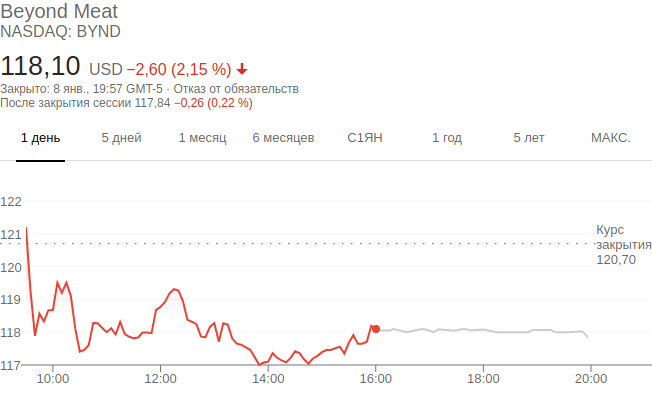 Beyond Meat
NASDAQ: BYND
118,10 USD −2,60 (2,15 %)
Закрыто: 8 янв., 19:57 GMT-5 · Отказ от обязательств
После закрытия сессии 117,84 −0,26 (0,22 %)
1 день 5 дней 1 месяц 6 месяцев С1ЯН 1 год 5 лет МАКС.
122
121
120
119
118
117
Курс
закрытия
120,70
10:00 12:00 14:00 16:00 18:00 20:00